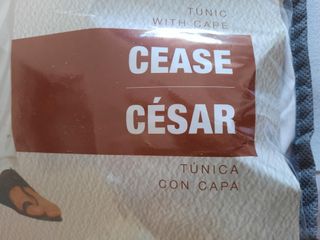 TUNIC
WITH CAPE
CEASE
CÉSAR
TÚNICA
CON CAPA